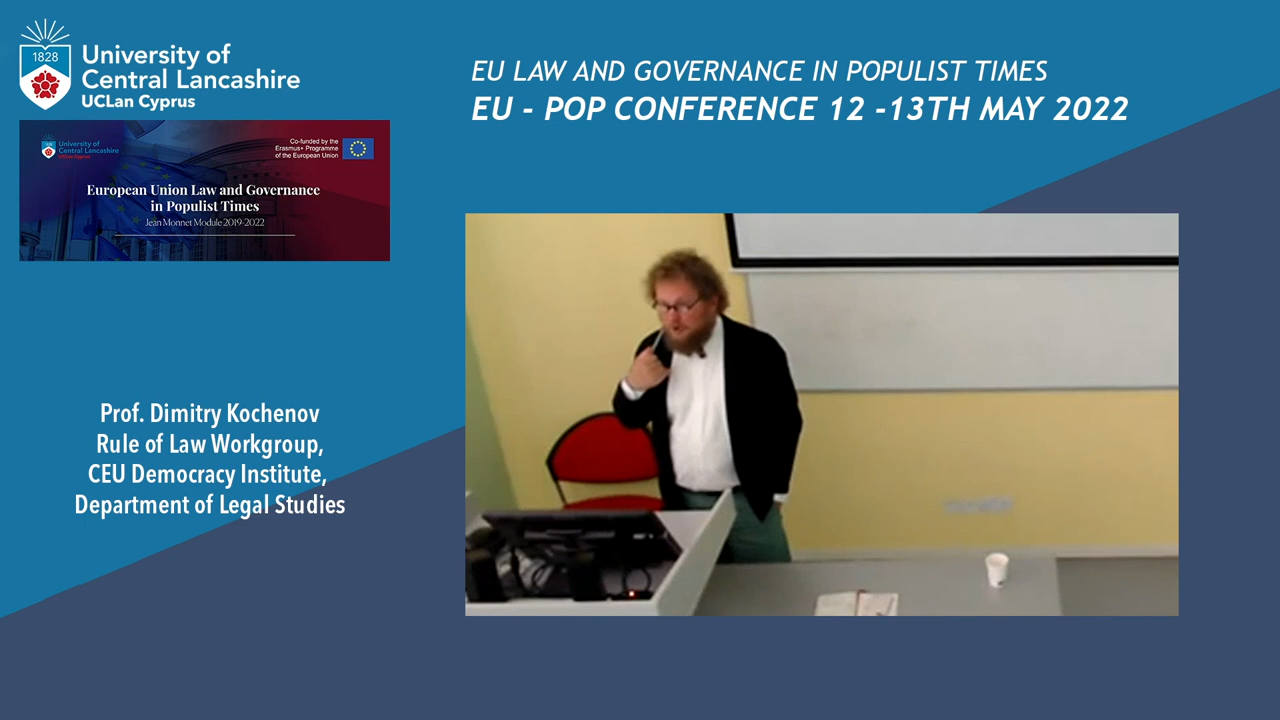 1828
University of
Central Lancashire
UCLan Cyprus
EU LAW AND GOVERNANCE IN POPULIST TIMES
EU - POP CONFERENCE 12 -13TH MAY 2022
University of
Central Lancashire
UCLan Cyprus
Co-funded by the
Erasmus+ Programme
of the European Union
European Union Law and Governance
in Populist Times
Jean Monnet Module 2019-2022
Prof. Dimitry Kochenov
Rule of Law Workgroup,
CEU Democracy Institute,
Department of Legal Studies